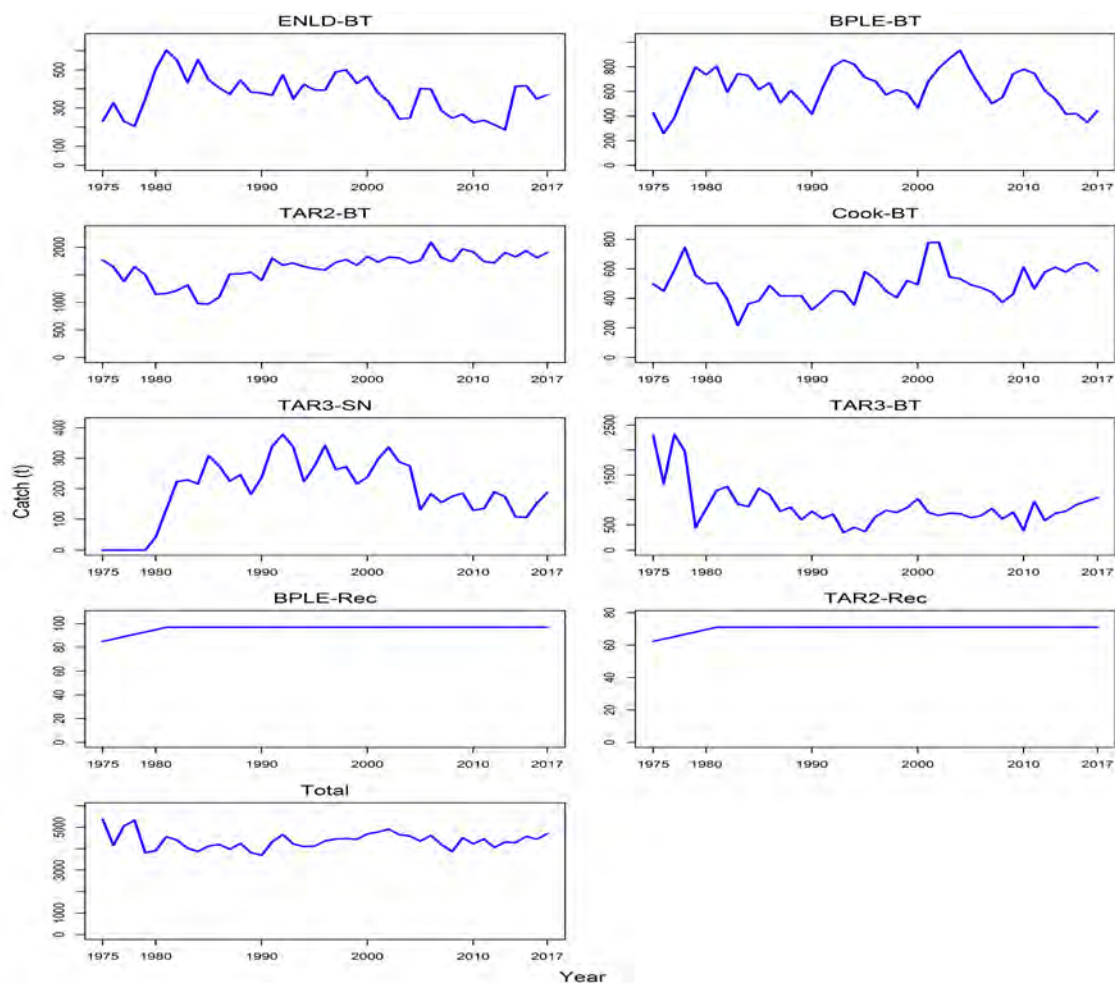 ENLD-BT
0 100 300 500
1975 1980 1990 2000 2010 2017
BPLE-BT
0 200 400 600 800
1975 1980 1990 2000 2010 2017
TAR2-BT
0 500 1000 2000
1975 1980 1990 2000 2010 2017
Cook-BT
0 200 400 600 800
1975 1980 1990 2000 2010 2017
TAR3-SN
0 100 200 300 400
1975 1980 1990 2000 2010 2017
TAR3-BT
0 500 1500 2500
1975 1980 1990 2000 2010 2017
BPLE-Rec
0 20 40 60 80 100
1975 1980 1990 2000 2010 2017
TAR2-Rec
0 20 40 60 80
1975 1980 1990 2000 2010 2017
Total
0 1000 3000 5000
1975 1980 1990 2000 2010 2017
Catch (t)
Year